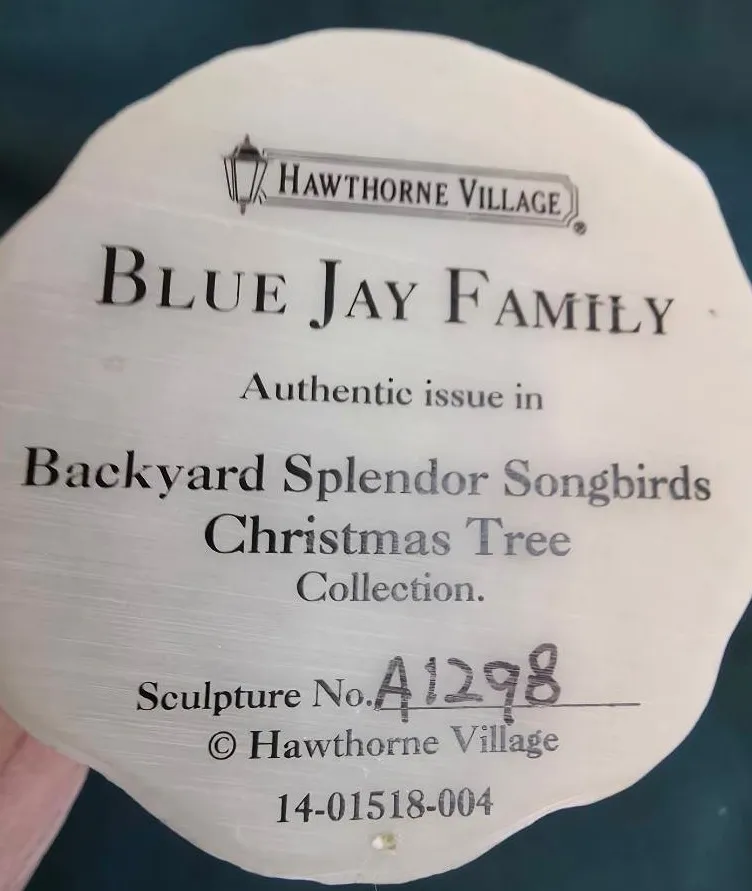 HAWTHORNE VILLAGE®
BLUE JAY FAMILY
Authentic issue in
Backyard Splendor Songbirds
Christmas Tree
Collection.
Sculpture No. A1298
© Hawthorne Village
14-01518-004